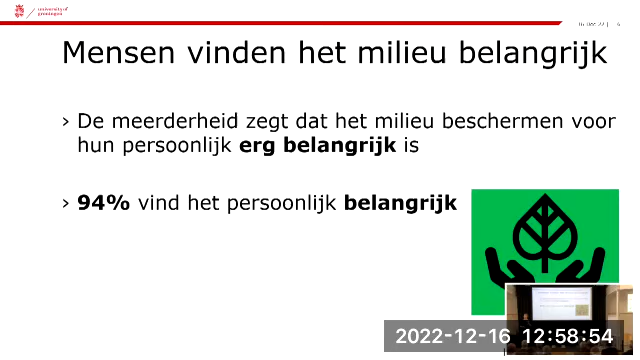 university of
groningen
Mensen vinden het milieu belangrijk
› De meerderheid zegt dat het milieu beschermen voor
hun persoonlijk erg belangrijk is
› 94% vind het persoonlijk belangrijk
2022-12-16 12:58:54